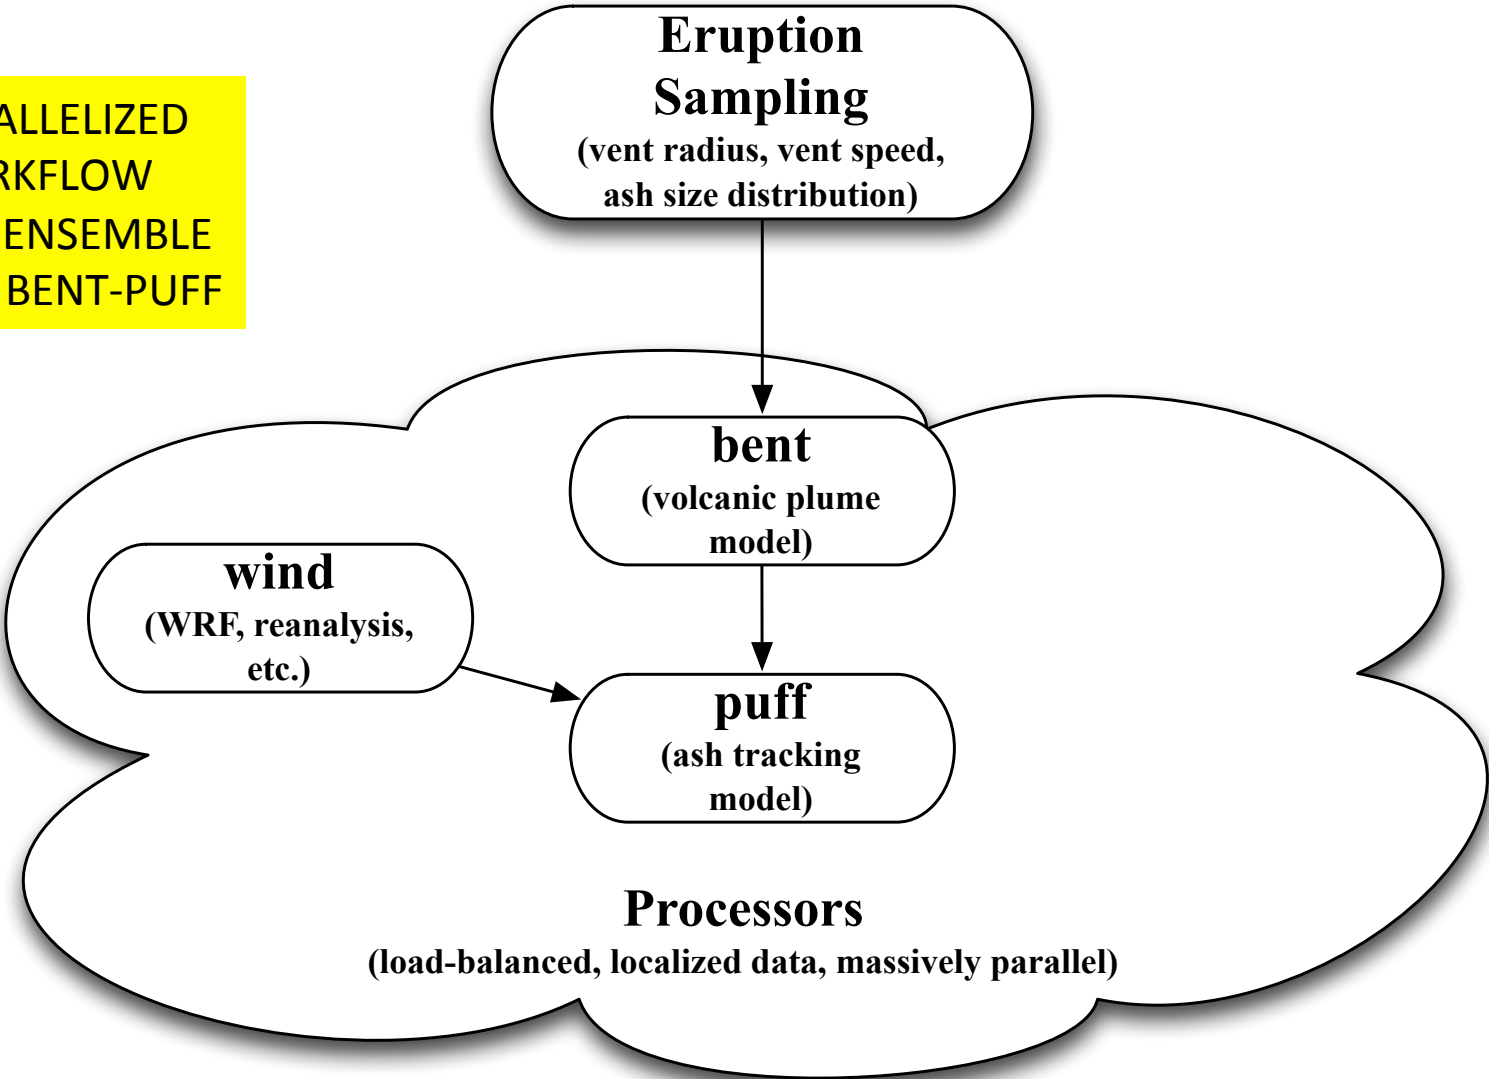 Eruption
Sampling
(vent radius, vent speed,
ash size distribution)
ALLELIZED
RKFLOW
ENSEMBLE
BENT-PUFF
bent
(volcanic plume
model)
wind
(WRF, reanalysis,
etc.)
puff
(ash tracking
model)
Processors
(load-balanced, localized data, massively parallel)